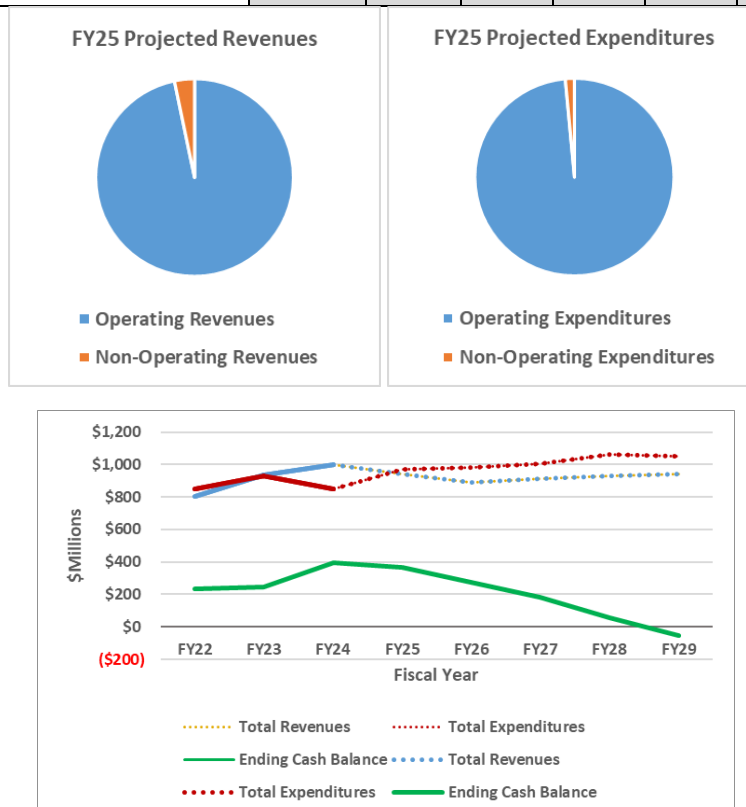 FY25 Projected Revenues
Operating Revenues
Non-Operating Revenues
FY25 Projected Expenditures
Operating Expenditures
Non-Operating Expenditures
$1,200
$1,000
$800
$600
$400
$200
$0
($200)
$Millions
FY22 FY23 FY24 FY25 FY26 FY27 FY28 FY29
Fiscal Year
Total Revenues Total Expenditures
Ending Cash Balance Total Revenues
Total Expenditures Ending Cash Balance